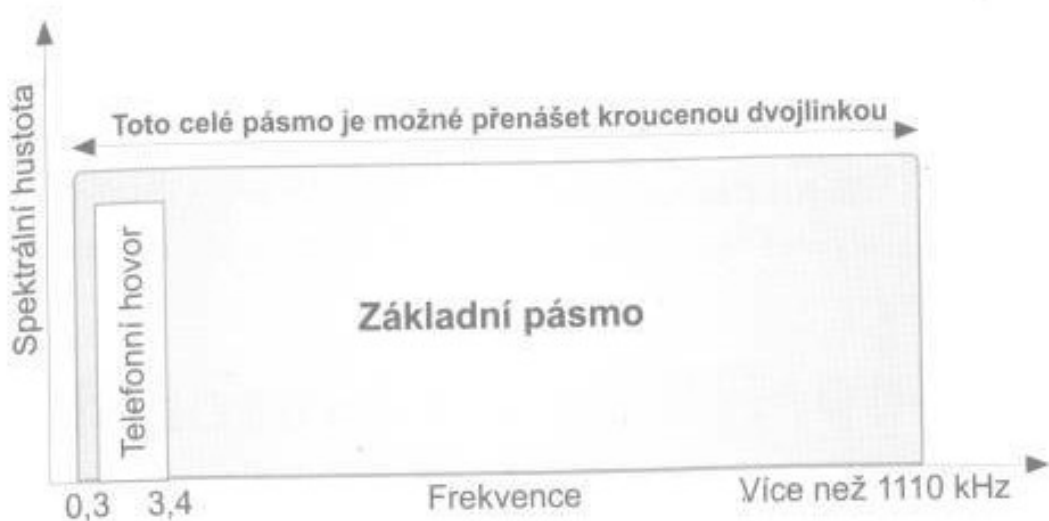 Spektrální hustota
Toto celé pásmo je možné přenášet kroucenou dvojlinkou
Telefonní hovor
Základní pásmo
0,3
3,4
Frekvence
Více než 1110 kHz